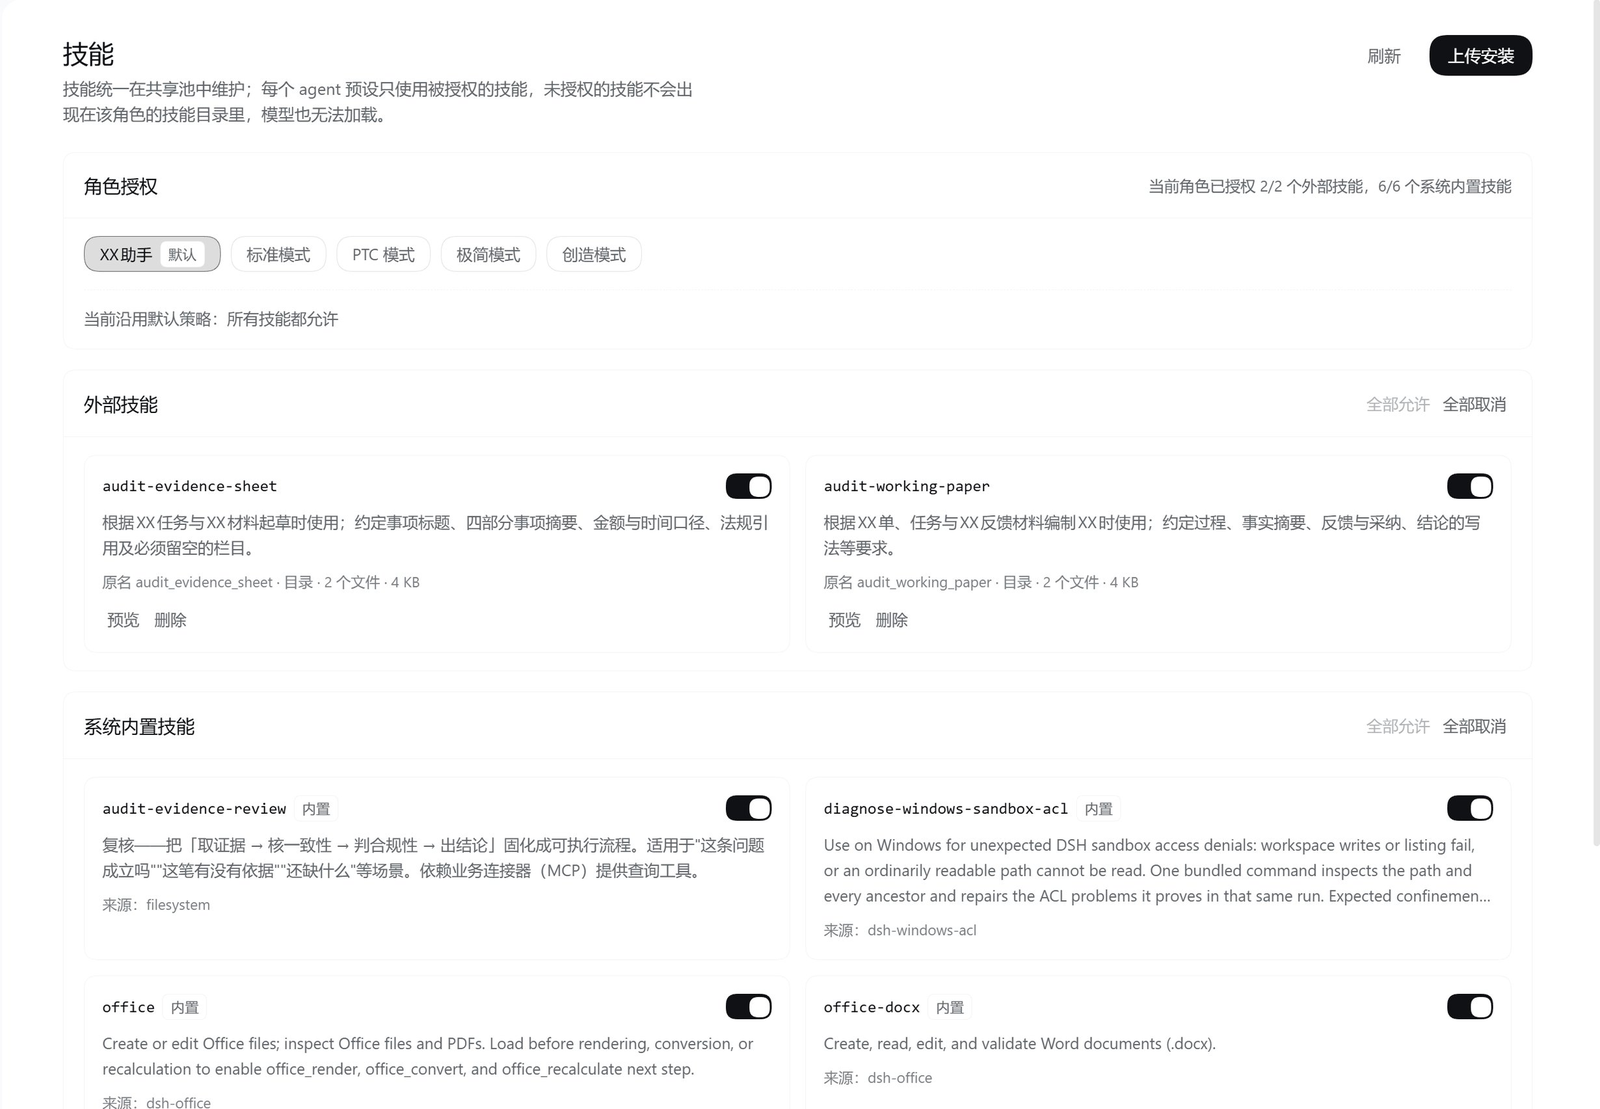 技能
刷新
上传安装
技能统一在共享池中维护；每个 agent 预设只使用被授权的技能，未授权的技能不会出
现在该角色的技能目录里，模型也无法加载。
角色授权
当前角色已授权 2/2 个外部技能，6/6 个系统内置技能
XX助手 默认
标准模式
PTC 模式
极简模式
创造模式
当前沿用默认策略：所有技能都允许
外部技能
全部允许 全部取消
audit-evidence-sheet
根据XX任务与XX材料起草时使用；约定事项标题、四部分事项摘要、金额与时间口径、法规引
用及必须留空的栏目。
原名 audit_evidence_sheet · 目录 · 2 个文件 · 4 KB
预览 删除
audit-working-paper
根据XX单、任务与XX反馈材料编制XX时使用；约定过程、事实摘要、反馈与采纳、结论的写
法等要求。
原名 audit_working_paper · 目录 · 2 个文件 · 4 KB
预览 删除
系统内置技能
全部允许 全部取消
audit-evidence-review 内置
复核——把「取证据 → 核一致性 → 判合规性 → 出结论」固化成可执行流程。适用于"这条问题
成立吗""这笔有没有依据""还缺什么"等场景。依赖业务连接器（MCP）提供查询工具。
来源：filesystem
diagnose-windows-sandbox-acl 内置
Use on Windows for unexpected DSH sandbox access denials: workspace writes or listing fail,
or an ordinarily readable path cannot be read. One bundled command inspects the path and
every ancestor and repairs the ACL problems it proves in that same run. Expected confinemen...
来源：dsh-windows-acl
office 内置
Create or edit Office files; inspect Office files and PDFs. Load before rendering, conversion, or
recalculation to enable office_render, office_convert, and office_recalculate next step.
来源：dsh-office
office-docx 内置
Create, read, edit, and validate Word documents (.docx).
来源：dsh-office